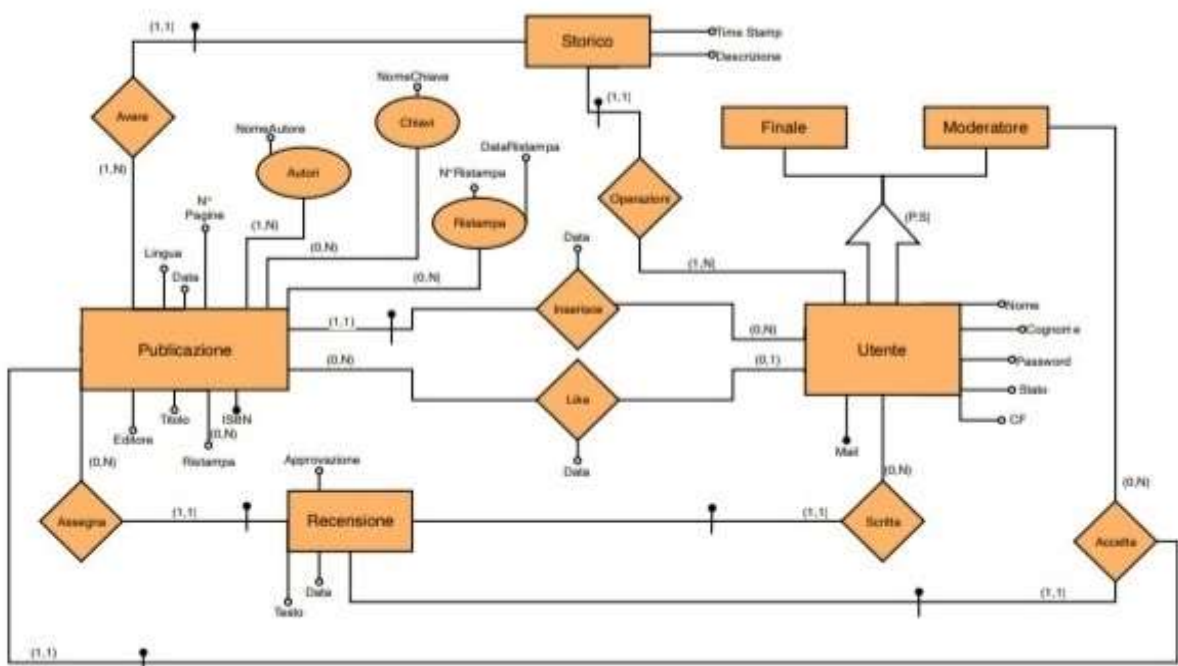 (1,1)
Storico
Time Stamp
Descrizione
NomeChiave
(1,1)
Avere
Chiavi
Finale
Moderatore
NomeAutore
DataRistampa
(1,N)
Autori
N°Ristampa
Operazioni
N°
Pagine
Ristampa
(P.S)
(1,N)
(0,N)
Data
Lingua
Data
(0,N)
(1,N)
Inserisce
Nome
(1,1)
(0,N)
Cognome
Publicazione
Utente
(0,N)
(0,1)
Password
Like
Stato
Titolo
ISBN
CF
Editore
(0,N)
Mail
(0,N)
Ristampa
Approvazione
Data
(0,N)
(0,N)
Assegna
(1,1)
Recensione
(1,1)
Scritta
Accetta
Data
(1,1)
Testo
(1,1)